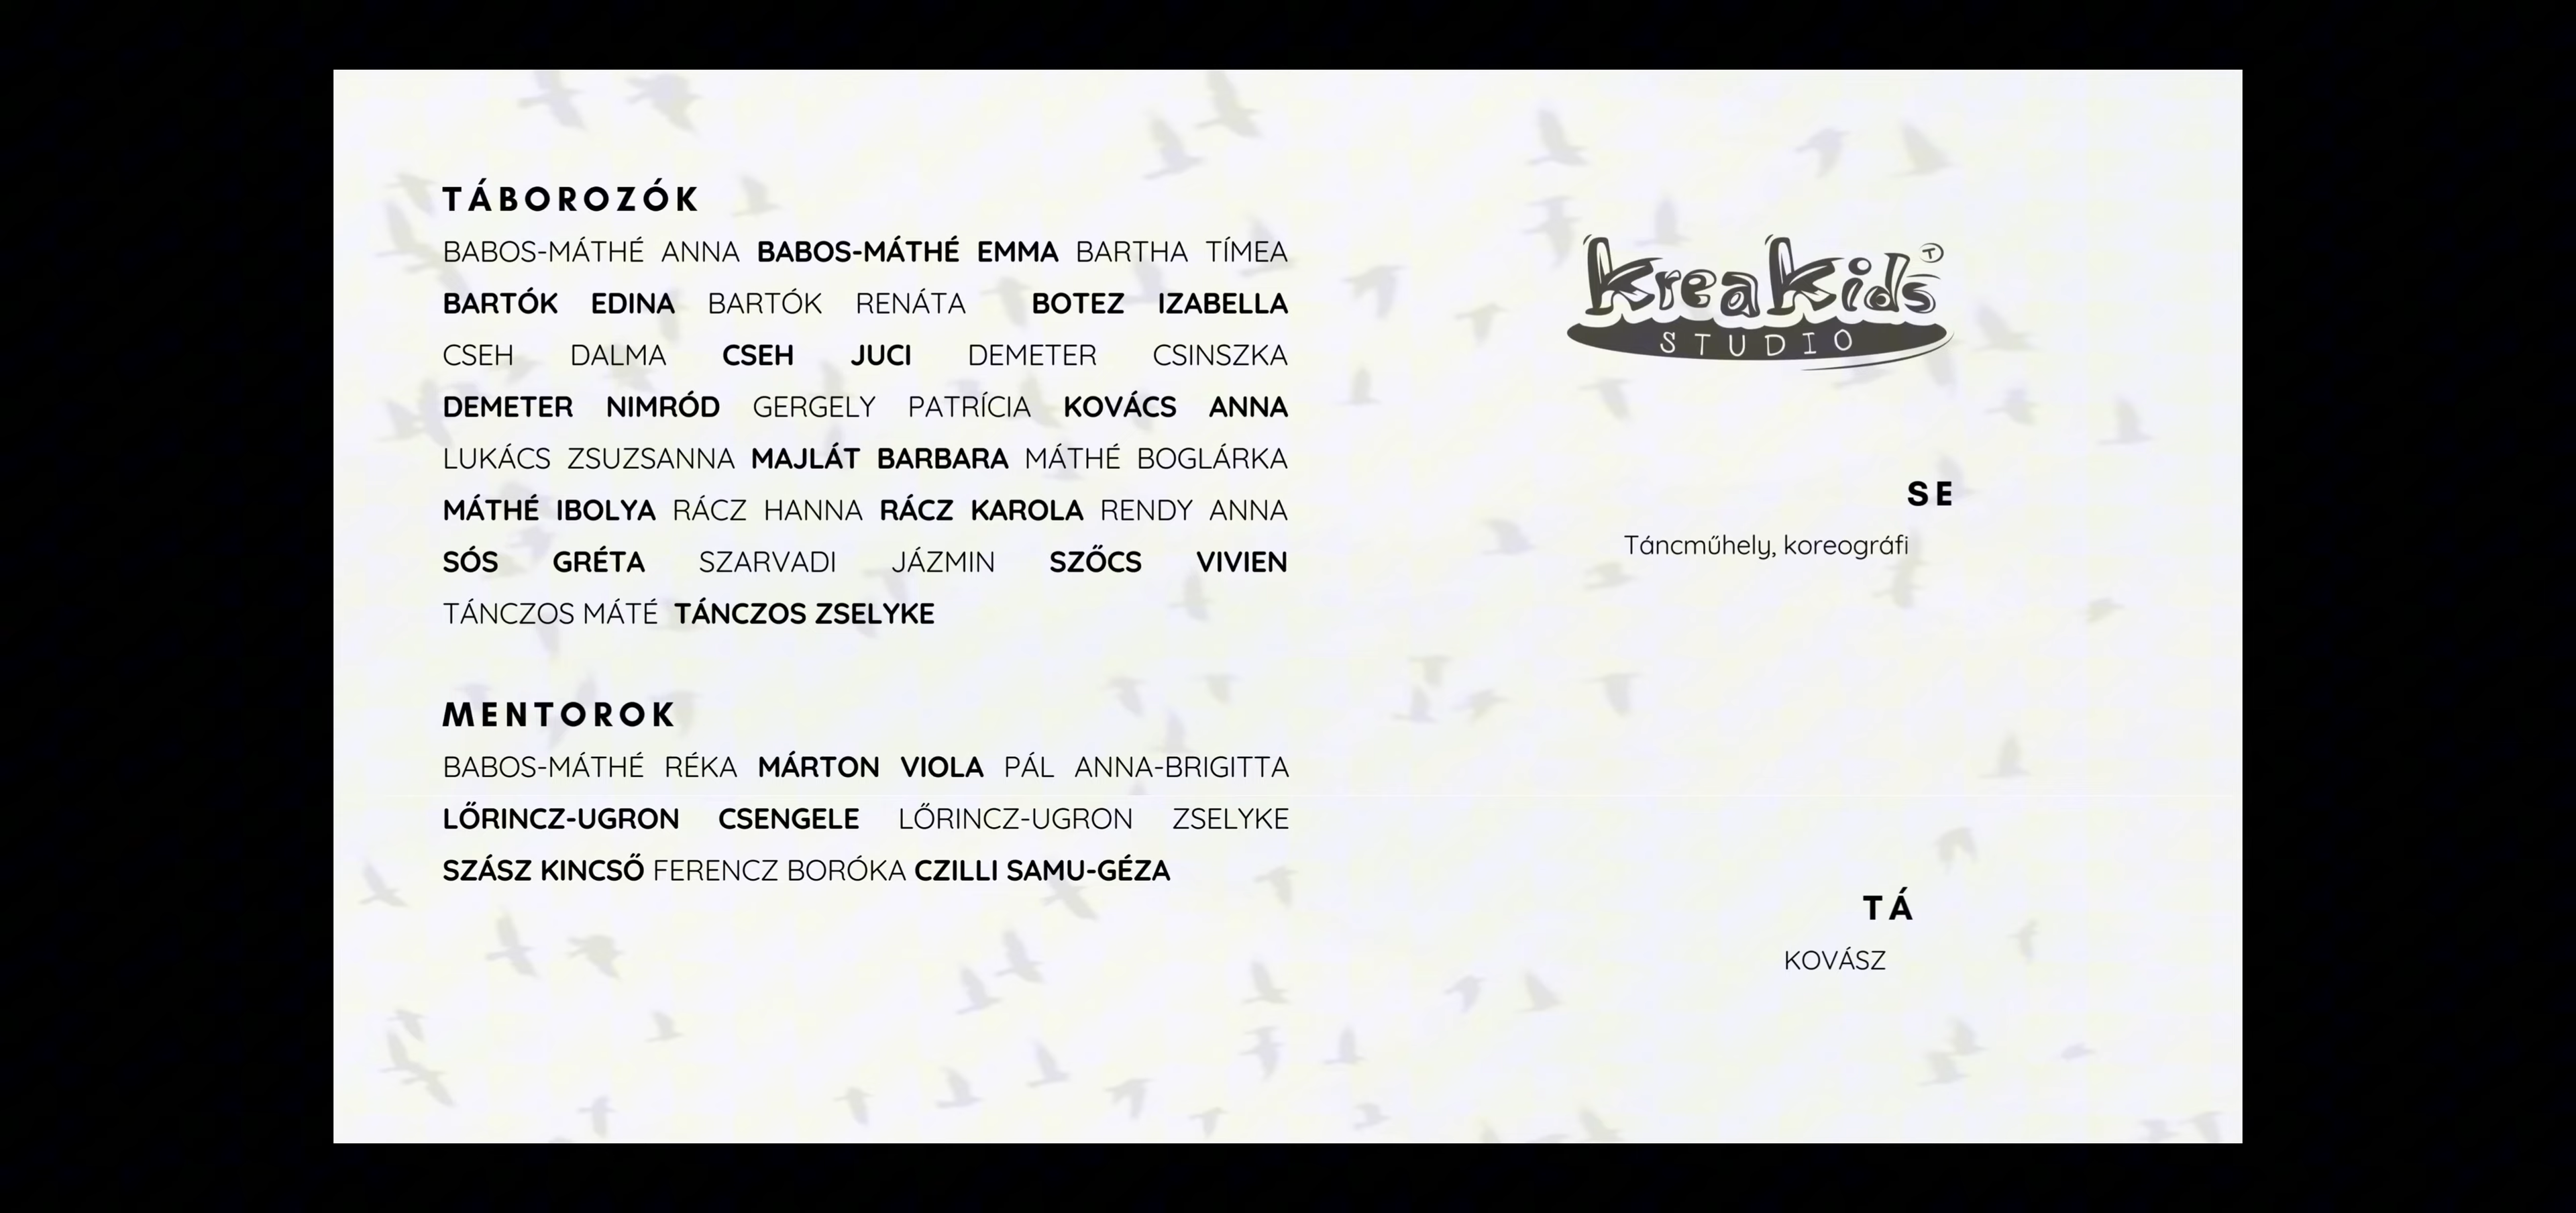 TÁBOROZÓK
BABOS-MÁTHÉ ANNA BABOS-MÁTHÉ EMMA BARTHA TÍMEA
BARTÓK EDINA BARTÓK RENÁTA BOTEZ IZABELLA
CSEH DALMA CSEH JUCI DEMETER CSINSZKA
DEMETER NIMRÓD GERGELY PATRÍCIA KOVÁCS ANNA
LUKÁCS ZSUZSANNA MAJLÁT BARBARA MÁTHÉ BOGLÁRKA
MÁTHÉ IBOLYA RÁCZ HANNA RÁCZ KAROLA RENDY ANNA
SÓS GRÉTA SZARVADI JÁZMIN SZŐCS VIVIEN
TÁNCZOS MÁTÉ TÁNCZOS ZSELYKE
MENTOROK
BABOS-MÁTHÉ RÉKA MÁRTON VIOLA PÁL ANNA-BRIGITTA
LŐRINCZ-UGRON CSENGELE LŐRINCZ-UGRON ZSELYKE
SZÁSZ KINCSŐ FERENCZ BORÓKA CZILLI SAMU-GÉZA
KreaKids T
STUDIO
SE
Táncműhely, koreográfi
TÁ
KOVÁSZ